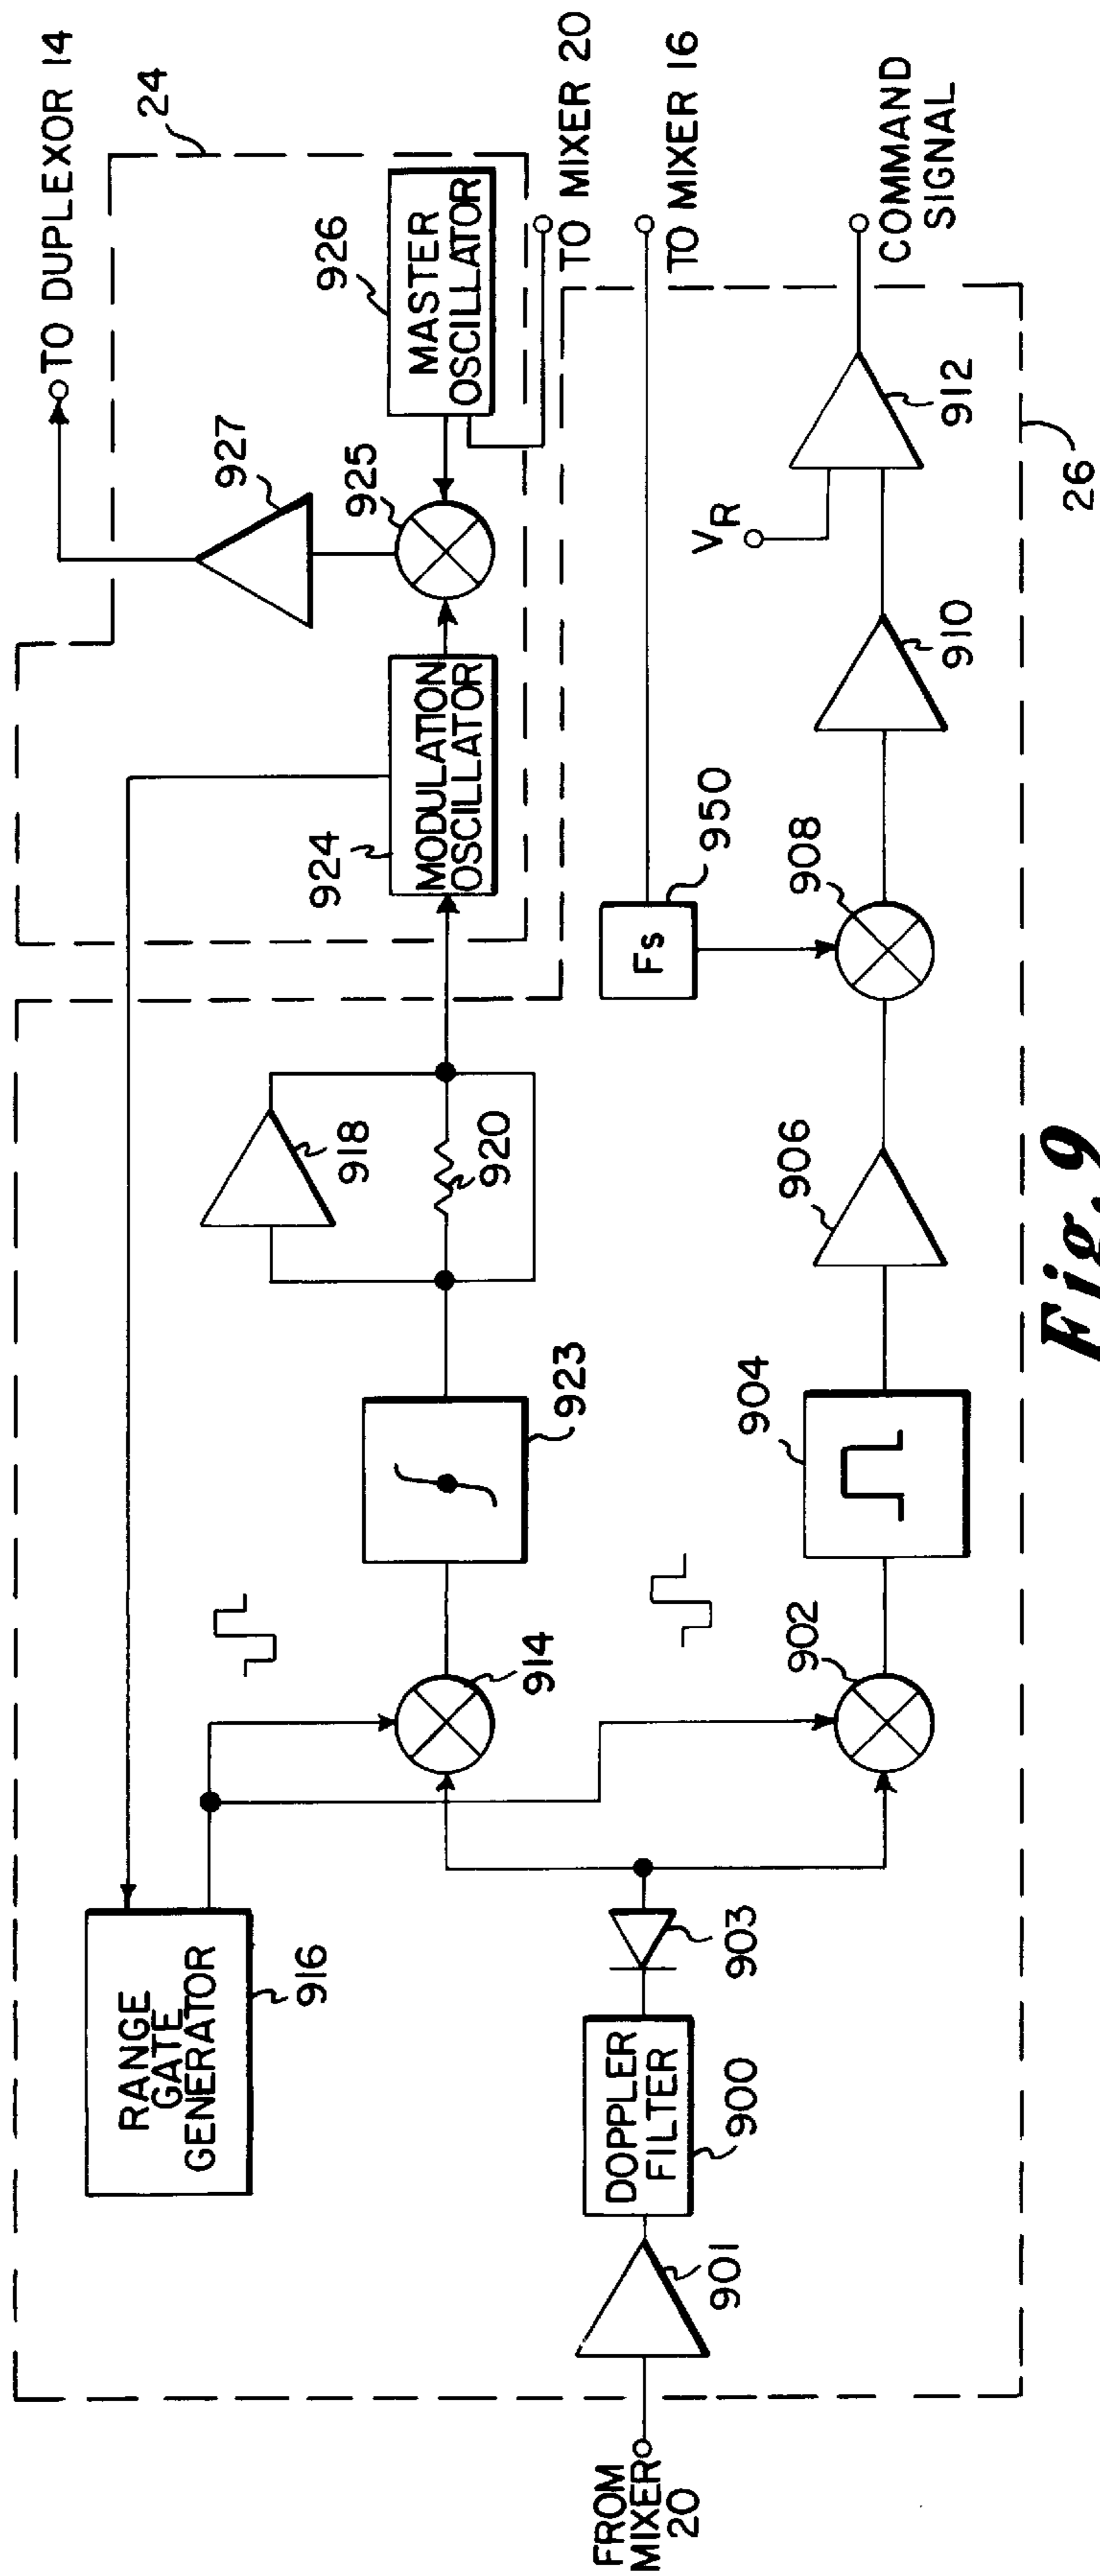 TO DUPLEXOR 14
24
927
925
926
MASTER
OSCILLATOR
TO MIXER 20
924
MODULATION
OSCILLATOR
918
920
923
914
RANGE
GATE
GENERATOR
916
FROM
MIXER
20
901
DOPPLER
FILTER
900
903
902
904
906
Fs
950
908
TO MIXER 16
910
VR
912
COMMAND
SIGNAL
26
Fig. 9